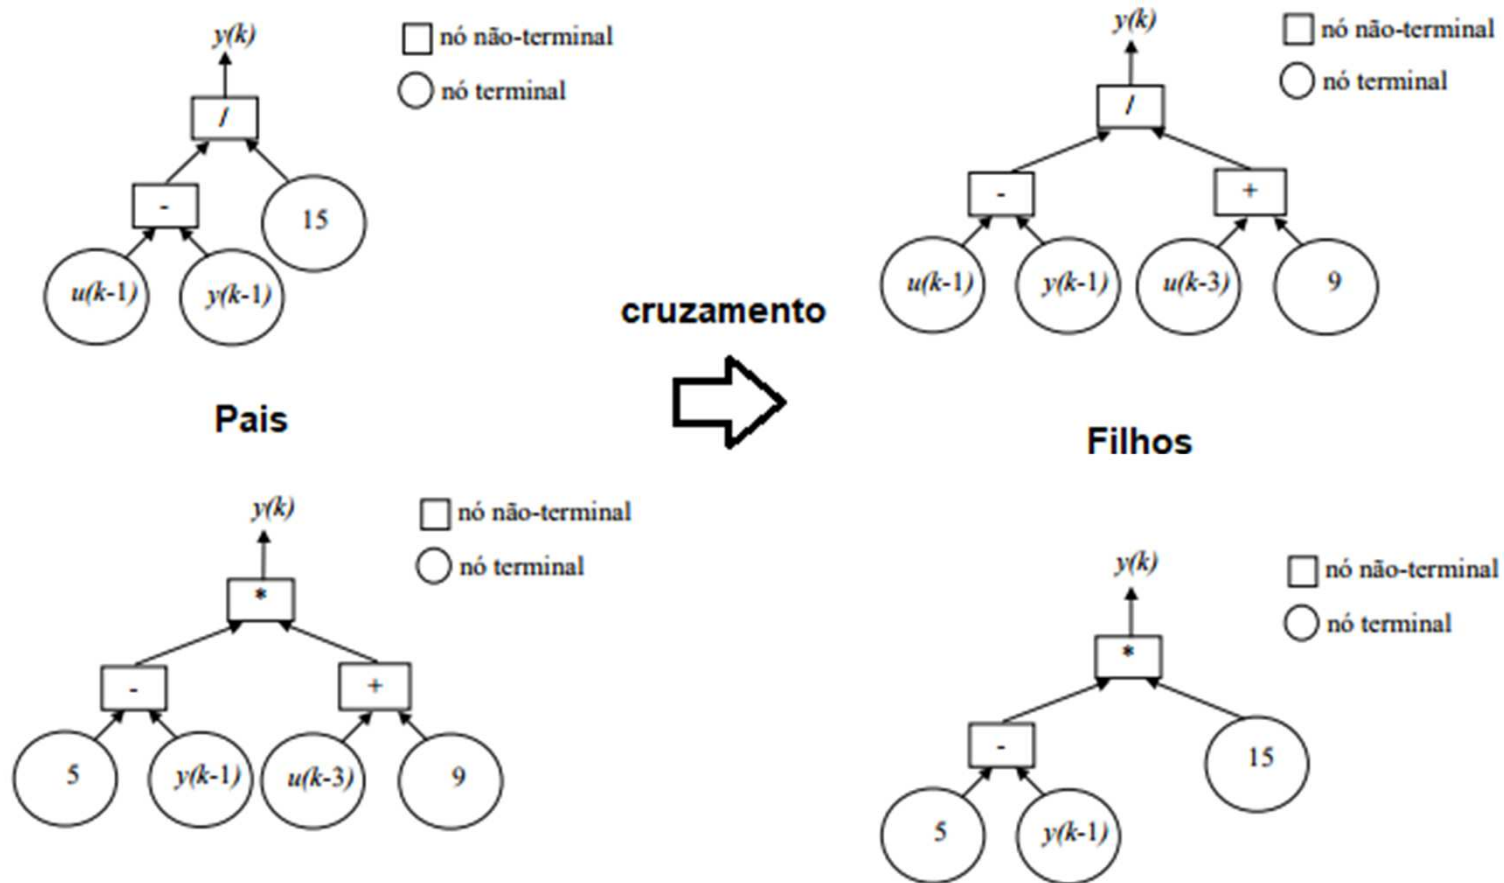 y(k)
nó não-terminal
/
nó terminal
-
15
u(k-1)
y(k-1)
Pais
y(k)
nó não-terminal
*
nó terminal
-
+
5
y(k-1)
u(k-3)
9
cruzamento
y(k)
nó não-terminal
/
nó terminal
-
+
u(k-1)
y(k-1)
u(k-3)
9
Filhos
y(k)
nó não-terminal
*
nó terminal
-
15
5
y(k-1)